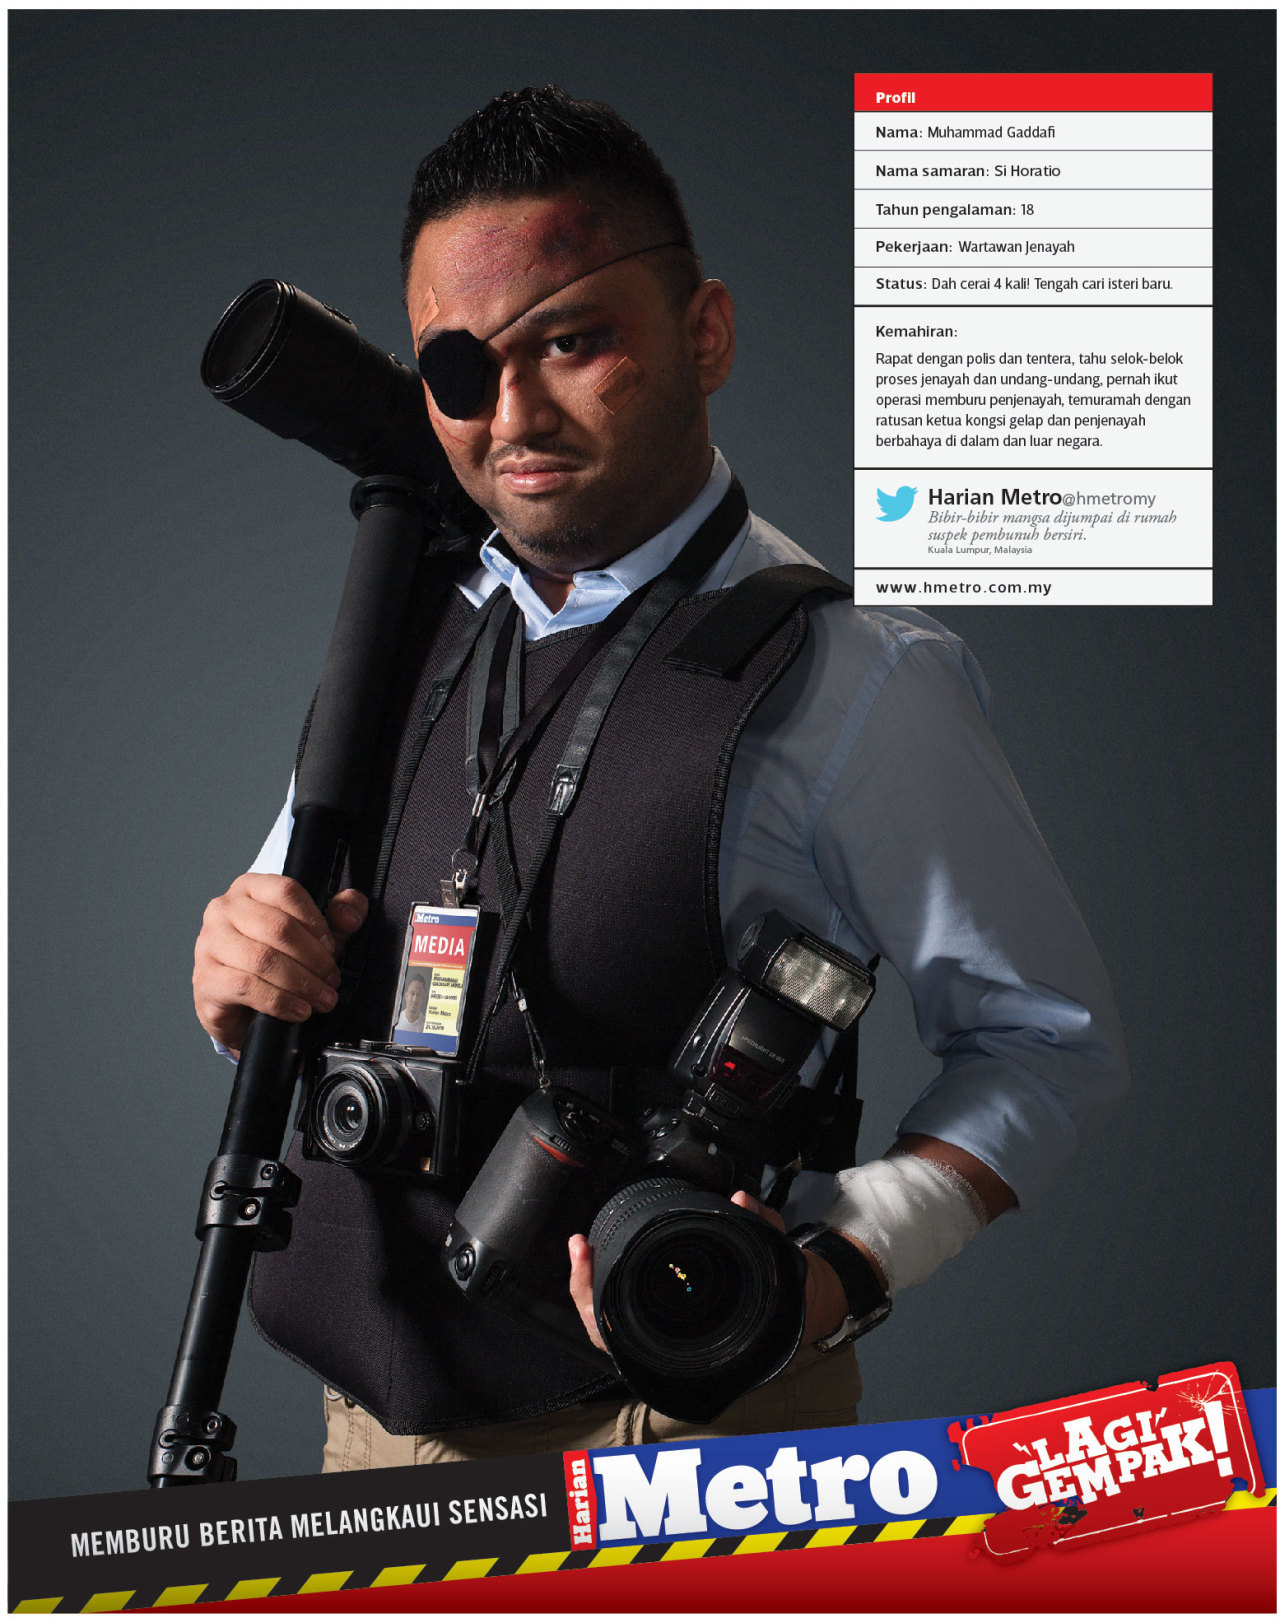 Profil
Nama: Muhammad Gaddafi
Nama samaran: Si Horatio
Tahun pengalaman: 18
Pekerjaan: Wartawan Jenayah
Status: Dah cerai 4 kali! Tengah cari isteri baru.
Kemahiran:
Rapat dengan polis dan tentera, tahu selok-belok
proses jenayah dan undang-undang, pernah ikut
operasi memburu penjenayah, temuramah dengan
ratusan ketua kongsi gelap dan penjenayah
berbahaya di dalam dan luar negara.
Harian Metro@hmetromy
Bibir-bibir mangsa dijumpai di rumah
suspek pembunuh bersiri.
Kuala Lumpur, Malaysia
www.hmetro.com.my
Metro
MEDIA
MEMBURU BERITA MELANGKAUI SENSASI
Harian Metro
LAGI
GEMPAK!